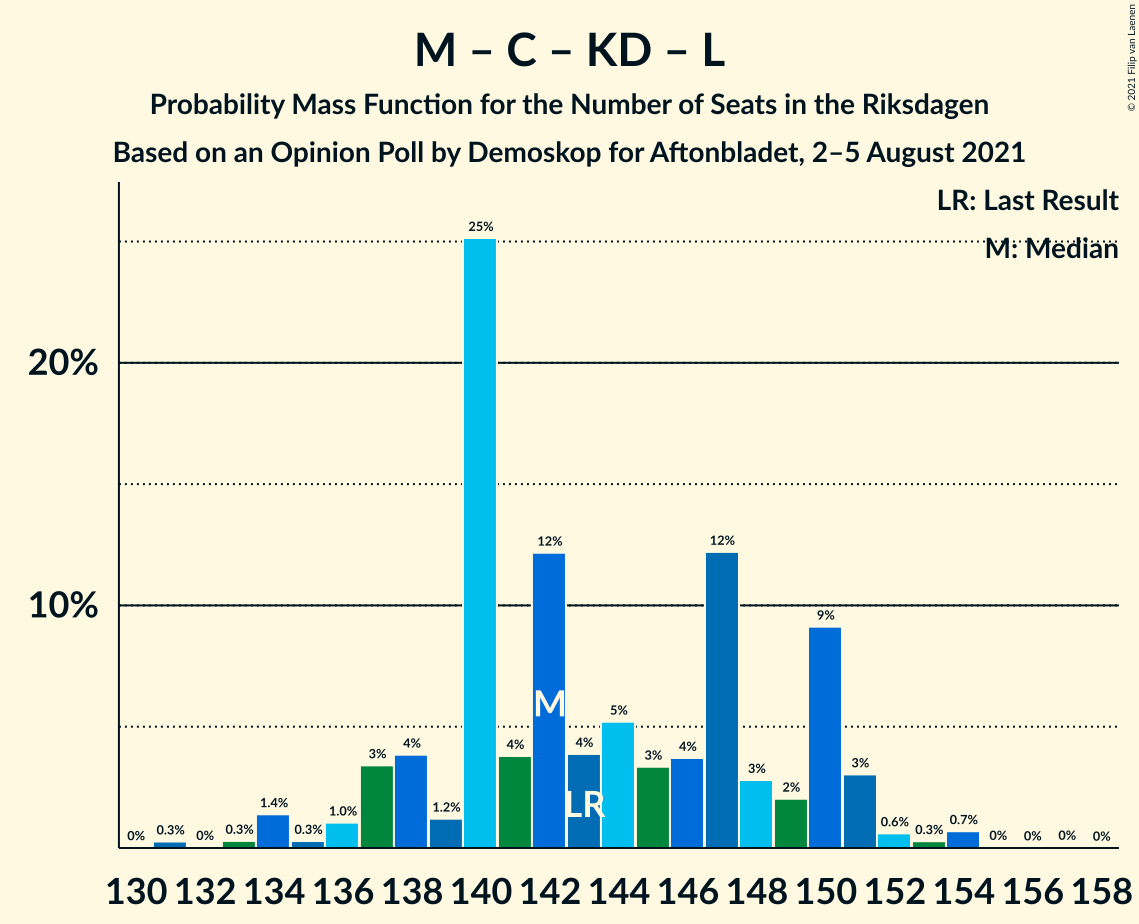 M – C – KD – L
Probability Mass Function for the Number of Seats in the Riksdagen
Based on an Opinion Poll by Demoskop for Aftonbladet, 2–5 August 2021
© 2021 Filip van Laenen
LR: Last Result
M: Median
20%
10%
0% 0.3% 0% 0.3% 1.4% 0.3% 1.0% 3% 4% 1.2% 25% 4% 12% 4% 5% 3% 4% 12% 3% 2% 9% 3% 0.6% 0.3% 0.7% 0% 0% 0% 0%
M
LR
130 132 134 136 138 140 142 144 146 148 150 152 154 156 158